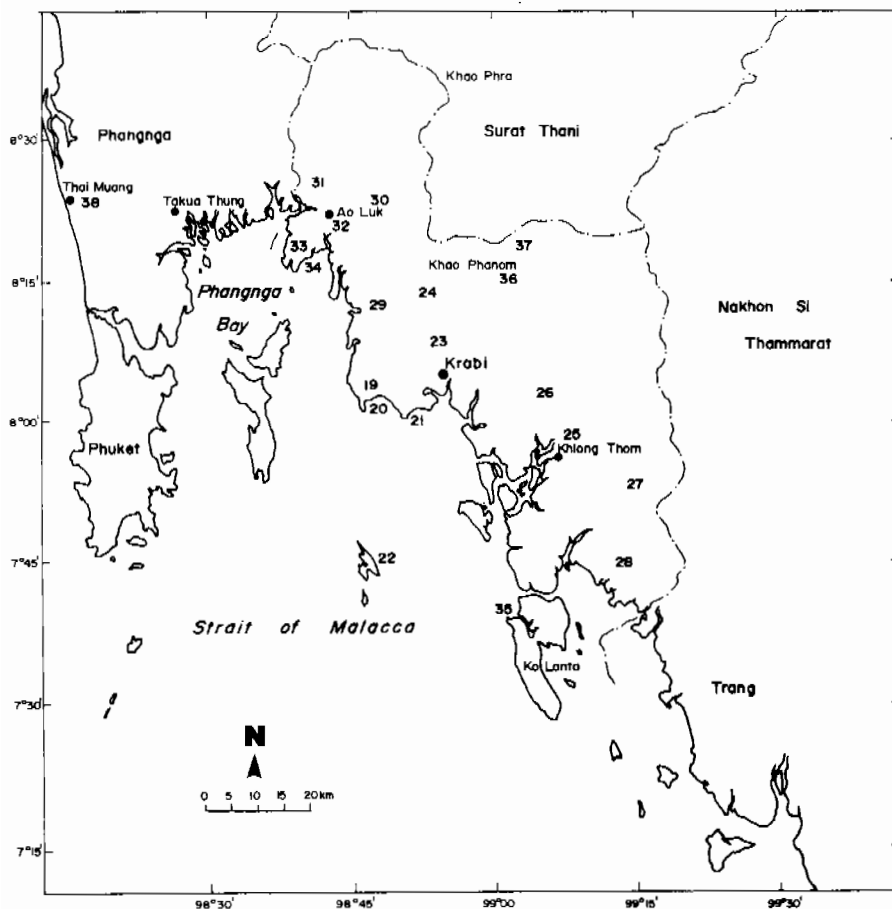 Khao Phra
Surat Thani
8°30'
Phangnga
31
30
Thai Muang
38
Takua Thung
Ao Luk
32
33
34
37
Khao Phanom
36
8°15'
Phangnga
Bay
29
24
Nakhon Si
Thammarat
23
Krabi
19
20
21
26
8°00'
Phuket
25
Khlong Thom
27
7°45'
22
28
35
Strait of Malacca
Ko Lanta
7°30'
Trang
N
0 5 10 15 20 km
7°15'
98°30'
98°45'
99°00'
99°15'
99°30'